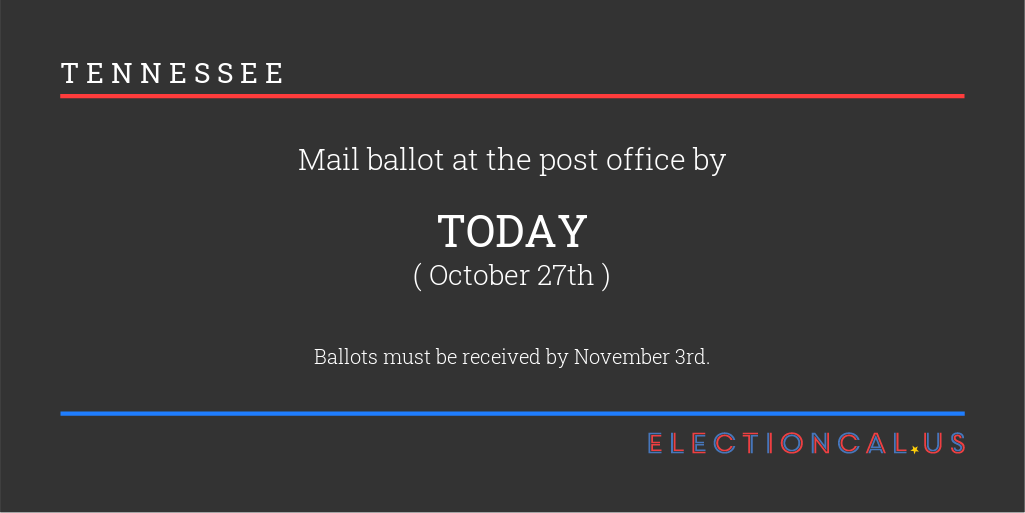 TENNESSEE
Mail ballot at the post office by
TODAY
( October 27th )
Ballots must be received by November 3rd.
ELECTIONCAL.US